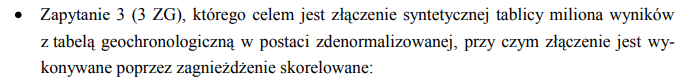 • Zapytanie 3 (3 ZG), którego celem jest złączenie syntetycznej tablicy miliona wyników
z tabelą geochronologiczną w postaci zdenormalizowanej, przy czym złączenie jest wy-
konywane poprzez zagnieżdżenie skorelowane: